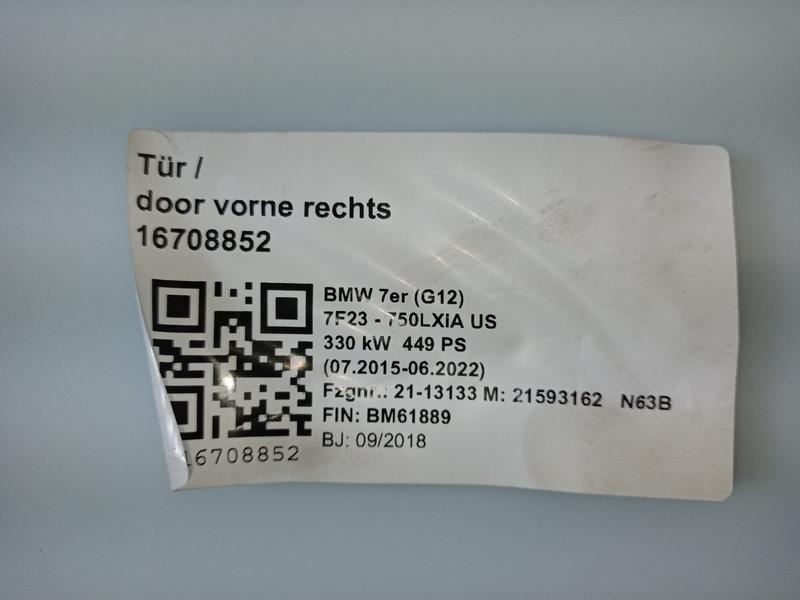 Tür /
door vorne rechts
16708852
BMW 7er (G12)
7F23 - 750LXiA US
330 kW 449 PS
(07.2015-06.2022)
Fzgnr.: 21-13133 M: 21593162 N63B
FIN: BM61889
BJ: 09/2018
16708852